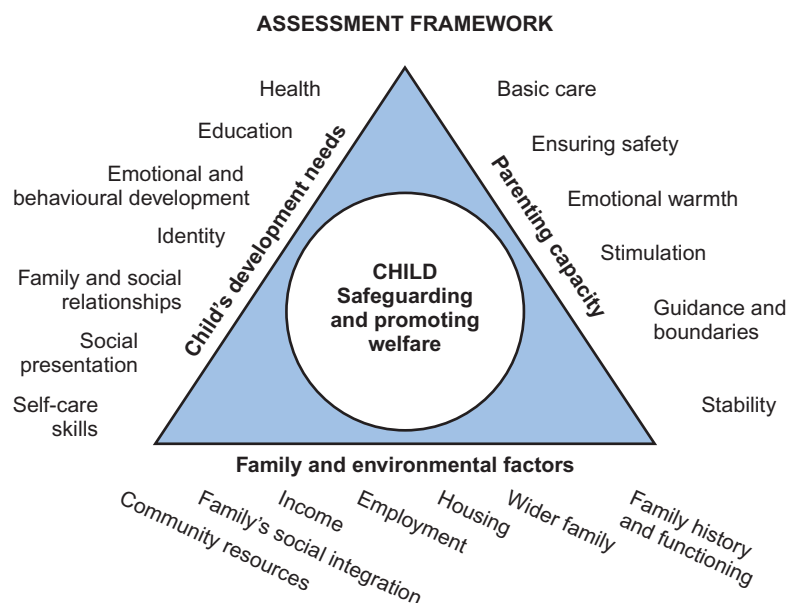 ASSESSMENT FRAMEWORK
Health
Education
Emotional and
behavioural development
Identity
Family and social
relationships
Social
presentation
Self-care
skills
Child's development needs
CHILD
Safeguarding
and promoting
welfare
Parenting capacity
Basic care
Ensuring safety
Emotional warmth
Stimulation
Guidance and
boundaries
Stability
Family and environmental factors
Community resources
Family's social integration
Income
Employment
Housing
Wider family
Family history
and functioning